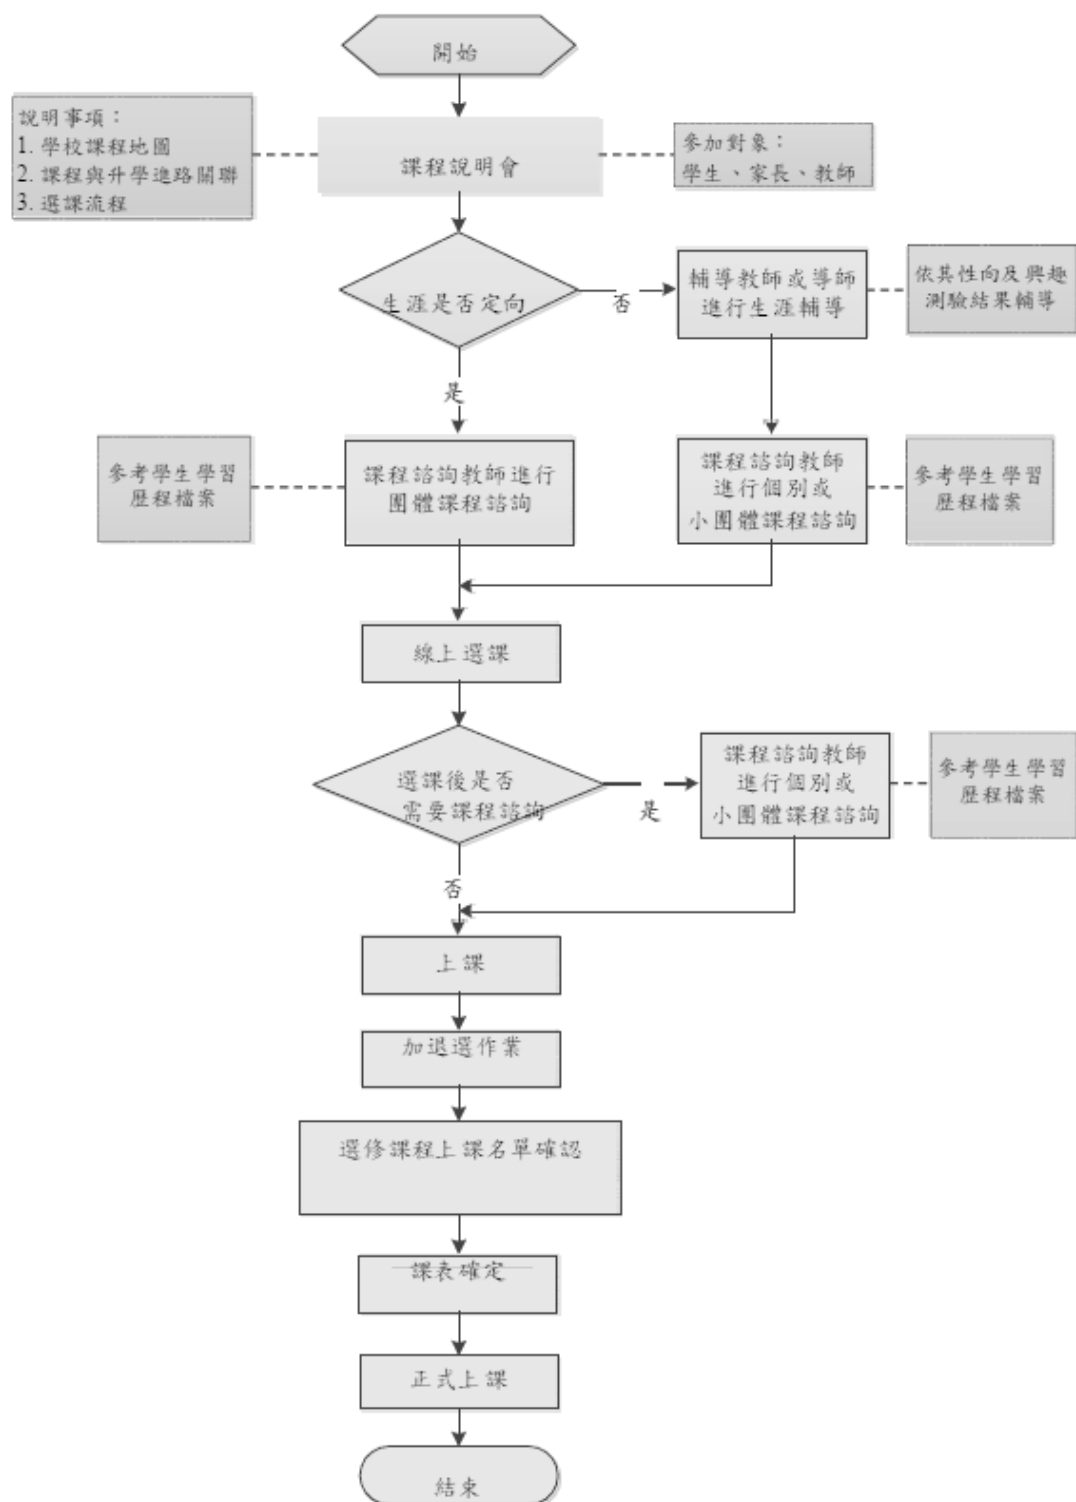 開始
說明事項：
1. 學校課程地圖
2. 課程與升學進路關聯
3. 選課流程
課程說明會
參加對象：
學生、家長、教師
生涯是否定向
否
輔導教師或導師
進行生涯輔導
依其性向及興趣
測驗結果輔導
是
參考學生學習
歷程檔案
課程諮詢教師進行
團體課程諮詢
課程諮詢教師
進行個別或
小團體課程諮詢
參考學生學習
歷程檔案
線上選課
選課後是否
需要課程諮詢
是
課程諮詢教師
進行個別或
小團體課程諮詢
參考學生學習
歷程檔案
否
上課
加退選作業
選修課程上課名單確認
課表確定
正式上課
結束